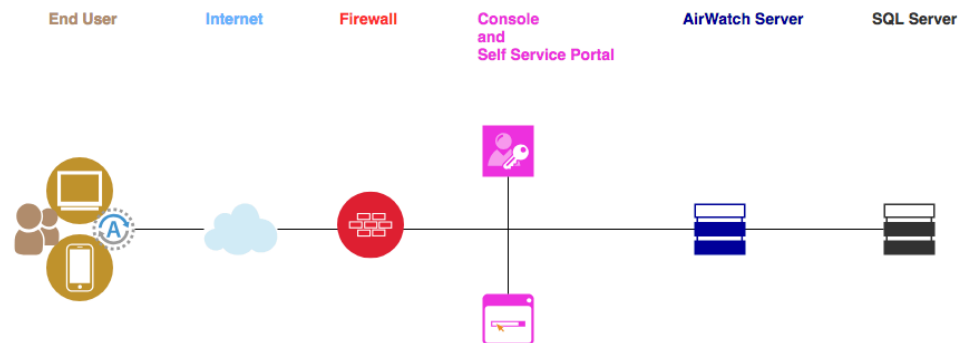 End User
Internet
Firewall
Console
and
Self Service Portal
AirWatch Server
SQL Server
A